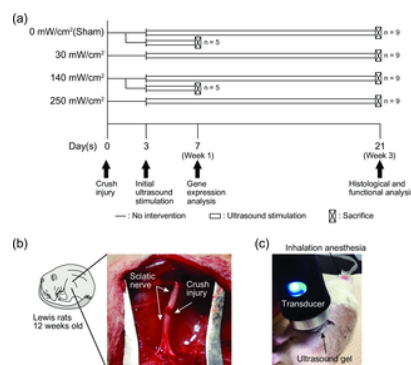 (a)
0 mW/cm²(Sham)
n = 9
n = 5
30 mW/cm²
n = 9
140 mW/cm²
n = 9
n = 5
250 mW/cm²
n = 9
Day(s)
0
3
7
21
(Week 1)
(Week 3)
Crush
injury
Initial
ultrasound
stimulation
Gene
expression
analysis
Histological and
functional analysis
: No intervention
: Ultrasound stimulation
: Sacrifice
(b)
Lewis rats
12 weeks old
Sciatic
nerve
Crush
injury
(c)
Inhalation anesthesia
Transducer
Ultrasound gel